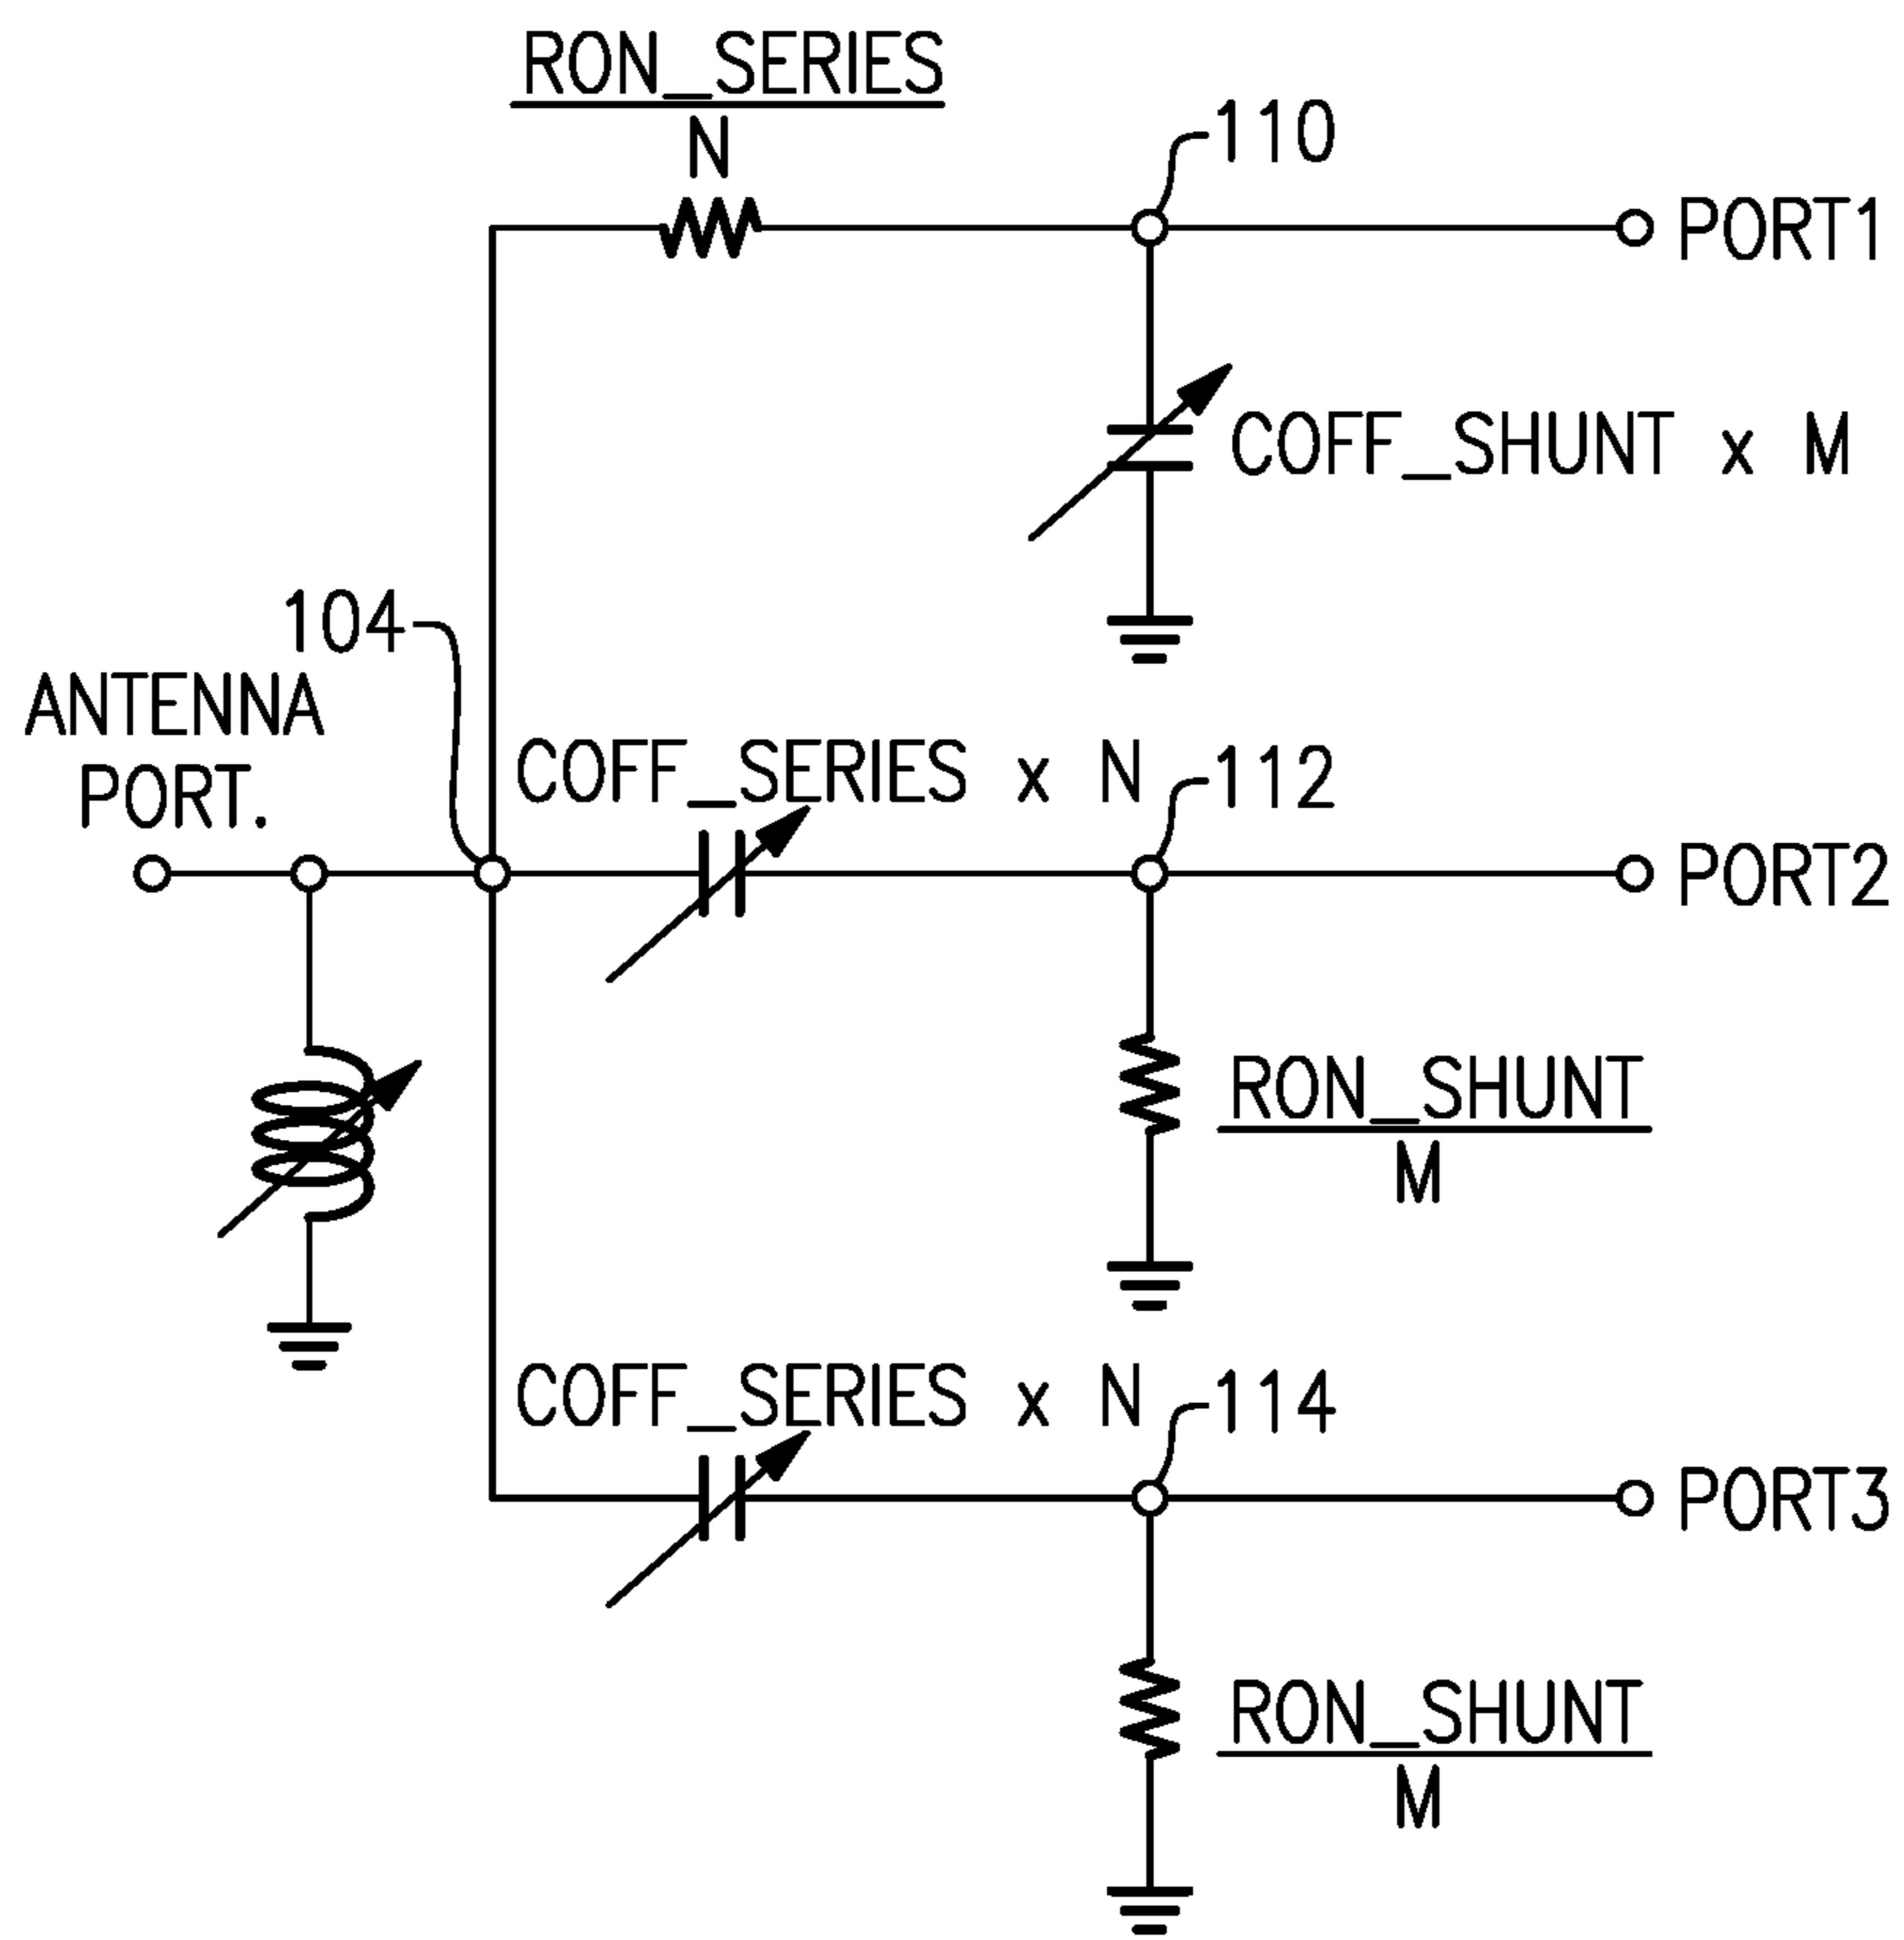 RON_SERIES
N
110
PORT1
COFF_SHUNT x M
104
ANTENNA
PORT.
COFF_SERIES x N
112
PORT2
RON_SHUNT
M
COFF_SERIES x N
114
PORT3
RON_SHUNT
M